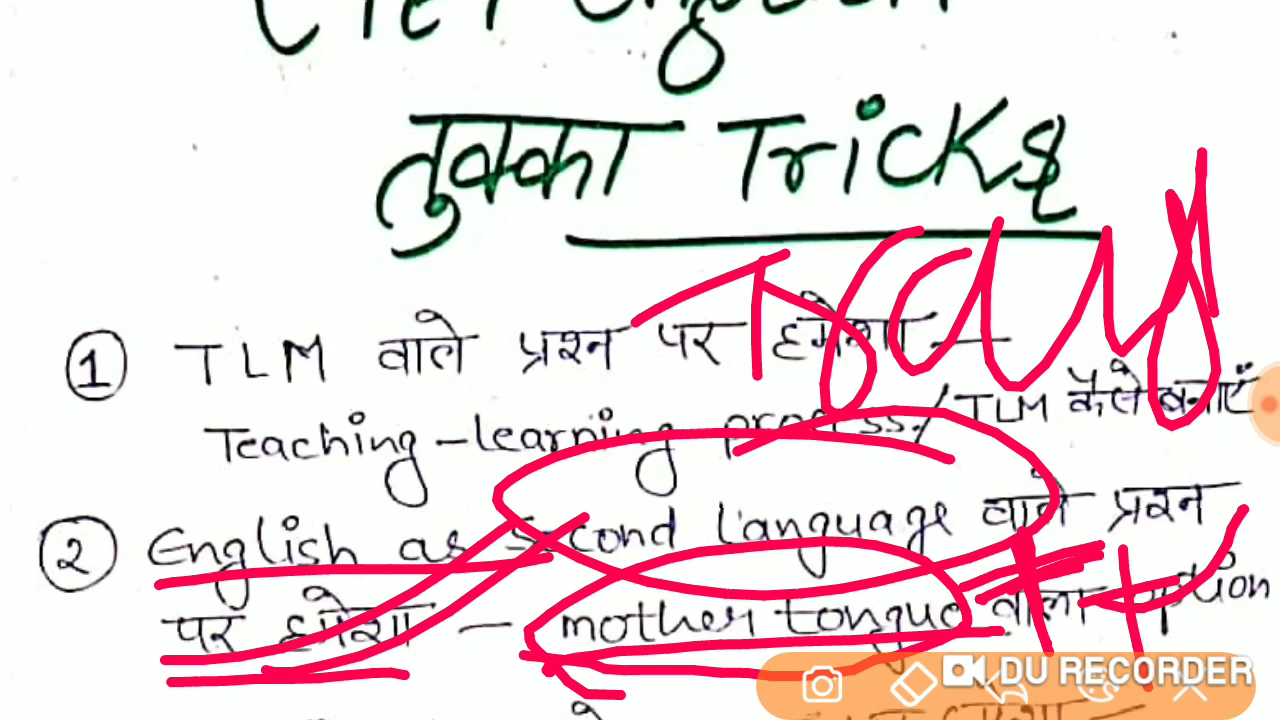 तुक्का Tricks
① TLM वाले प्रश्न पर हमेशा —
Teaching-learning process./TLM कैसे बनाएँ
② English as second language वाले प्रश्न
पर हमेशा — mother tongue वाला option
DU RECORDER